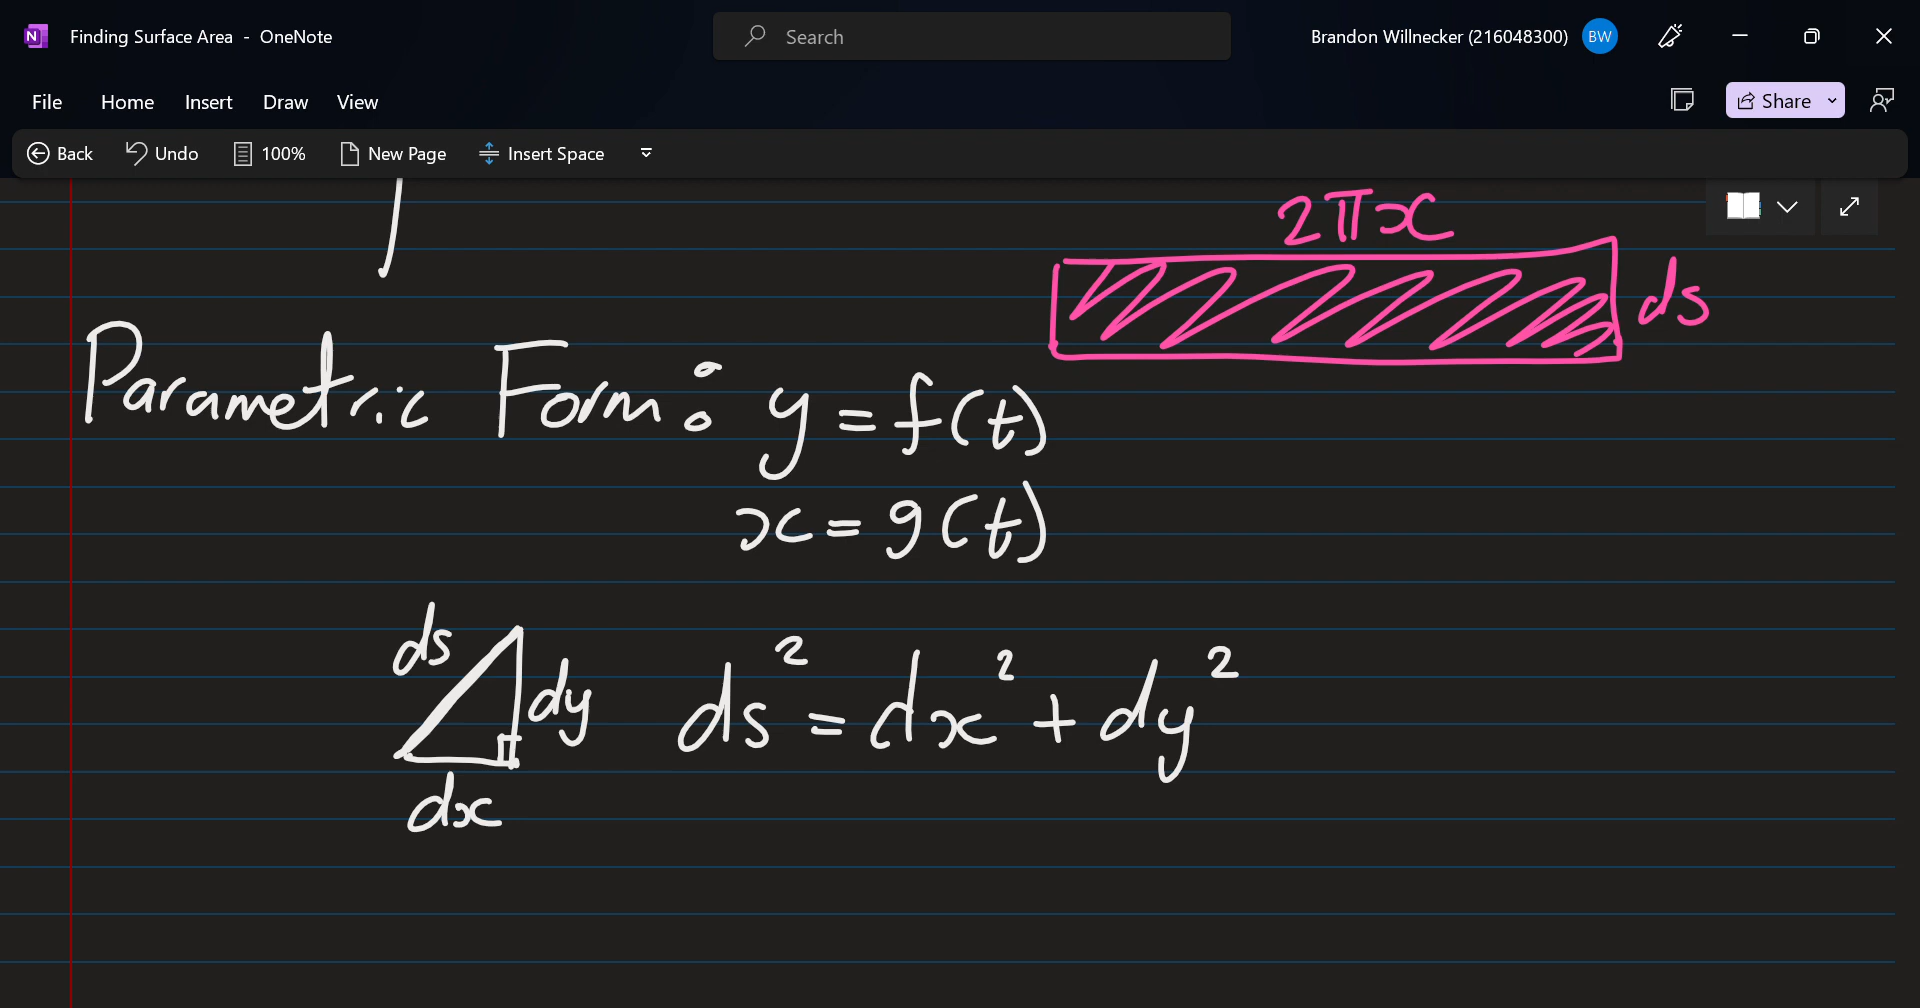 Finding Surface Area - OneNote
Search
Brandon Willnecker (216048300) BW
File Home Insert Draw View
Share
Back Undo 100% New Page Insert Space
2πx
ds
Parametric Form: y = f(t)
x = g(t)
ds
dy ds² = dx² + dy²
dx